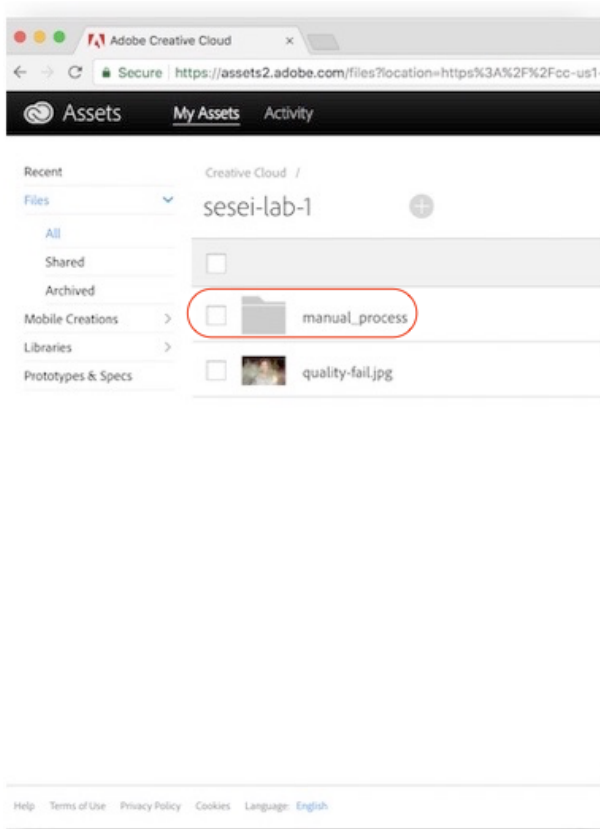 Adobe Creative Cloud
Secure https://assets2.adobe.com/files?location=https%3A%2F%2Fcc-us1-
Assets My Assets Activity
Recent
Files
All
Shared
Archived
Mobile Creations
Libraries
Prototypes & Specs
Creative Cloud /
sesei-lab-1
manual_process
quality-fail.jpg
Help Terms of Use Privacy Policy Cookies Language: English